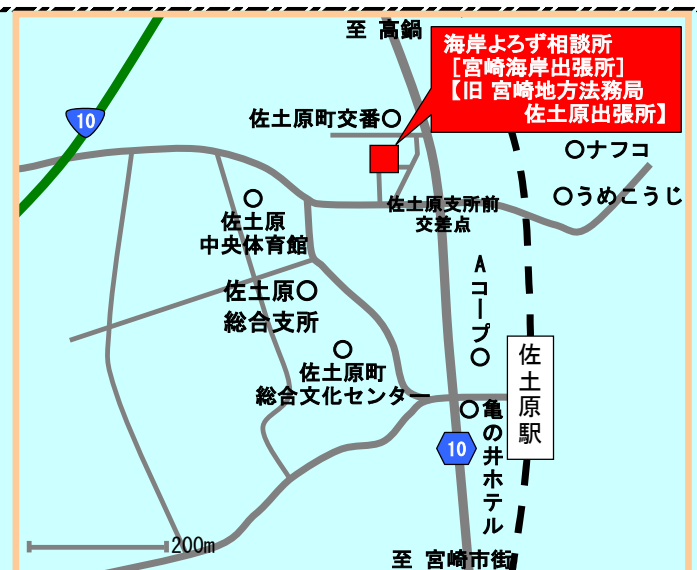 至 高鍋
海岸よろず相談所
［宮崎海岸出張所］
【旧 宮崎地方法務局
佐土原出張所】
10
佐土原町交番
ナフコ
うめこうじ
佐土原支所前
交差点
佐土原
中央体育館
Aコープ
佐土原
総合支所
佐土原駅
佐土原町
総合文化センター
亀の井ホテル
10
200m
至 宮崎市街